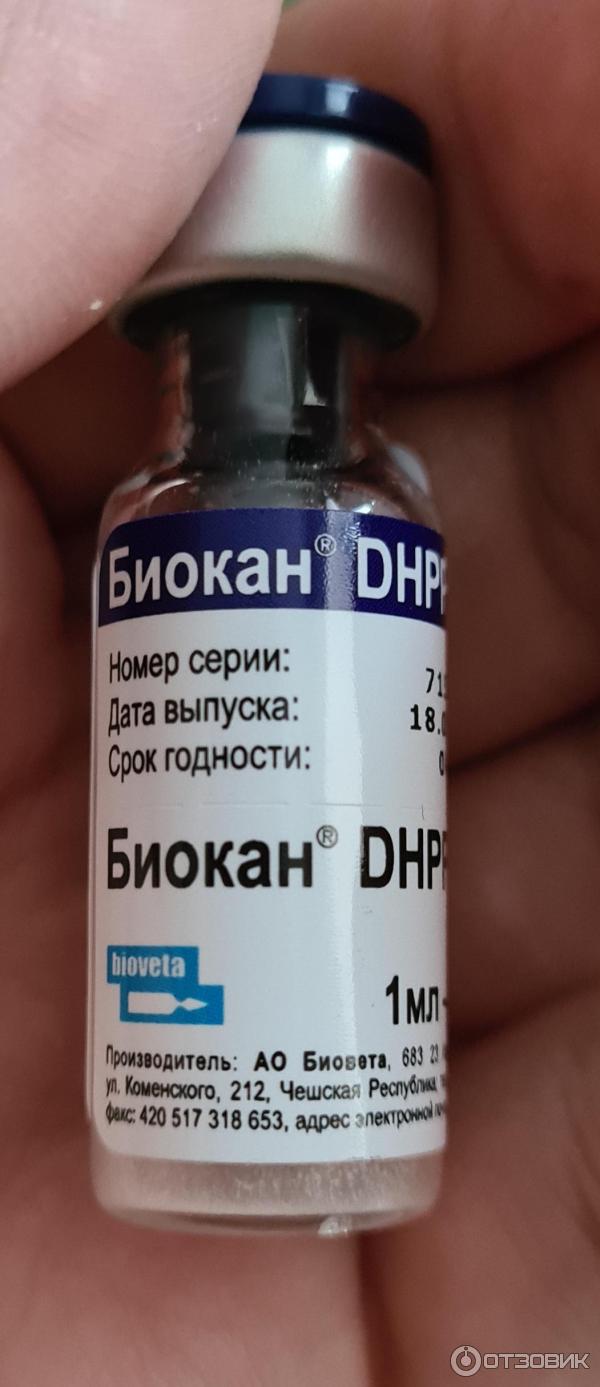 Биокан® DHP
Номер серии: 71
Дата выпуска: 18.
Срок годности: 0
Биокан® DHP
bioveta
1мл
Производитель: АО Биовета, 683 23
ул. Коменского, 212, Чешская Республика,
факс: 420 517 318 653, адрес электронной
ОТЗОВИК